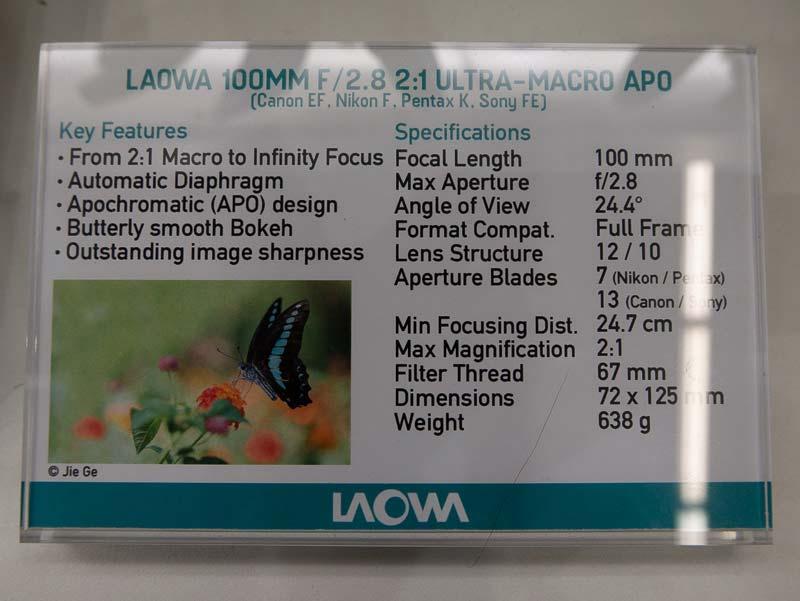 LAOWA 100MM F/2.8 2:1 ULTRA-MACRO APO
(Canon EF, Nikon F, Pentax K, Sony FE)
Key Features
• From 2:1 Macro to Infinity Focus
• Automatic Diaphragm
• Apochromatic (APO) design
• Butterly smooth Bokeh
• Outstanding image sharpness
© Jie Ge
Specifications
Focal Length 100 mm
Max Aperture f/2.8
Angle of View 24.4°
Format Compat. Full Frame
Lens Structure 12 / 10
Aperture Blades 7 (Nikon / Pentax)
13 (Canon / Sony)
Min Focusing Dist. 24.7 cm
Max Magnification 2:1
Filter Thread 67 mm
Dimensions 72 x 125 mm
Weight 638 g
LAOWA